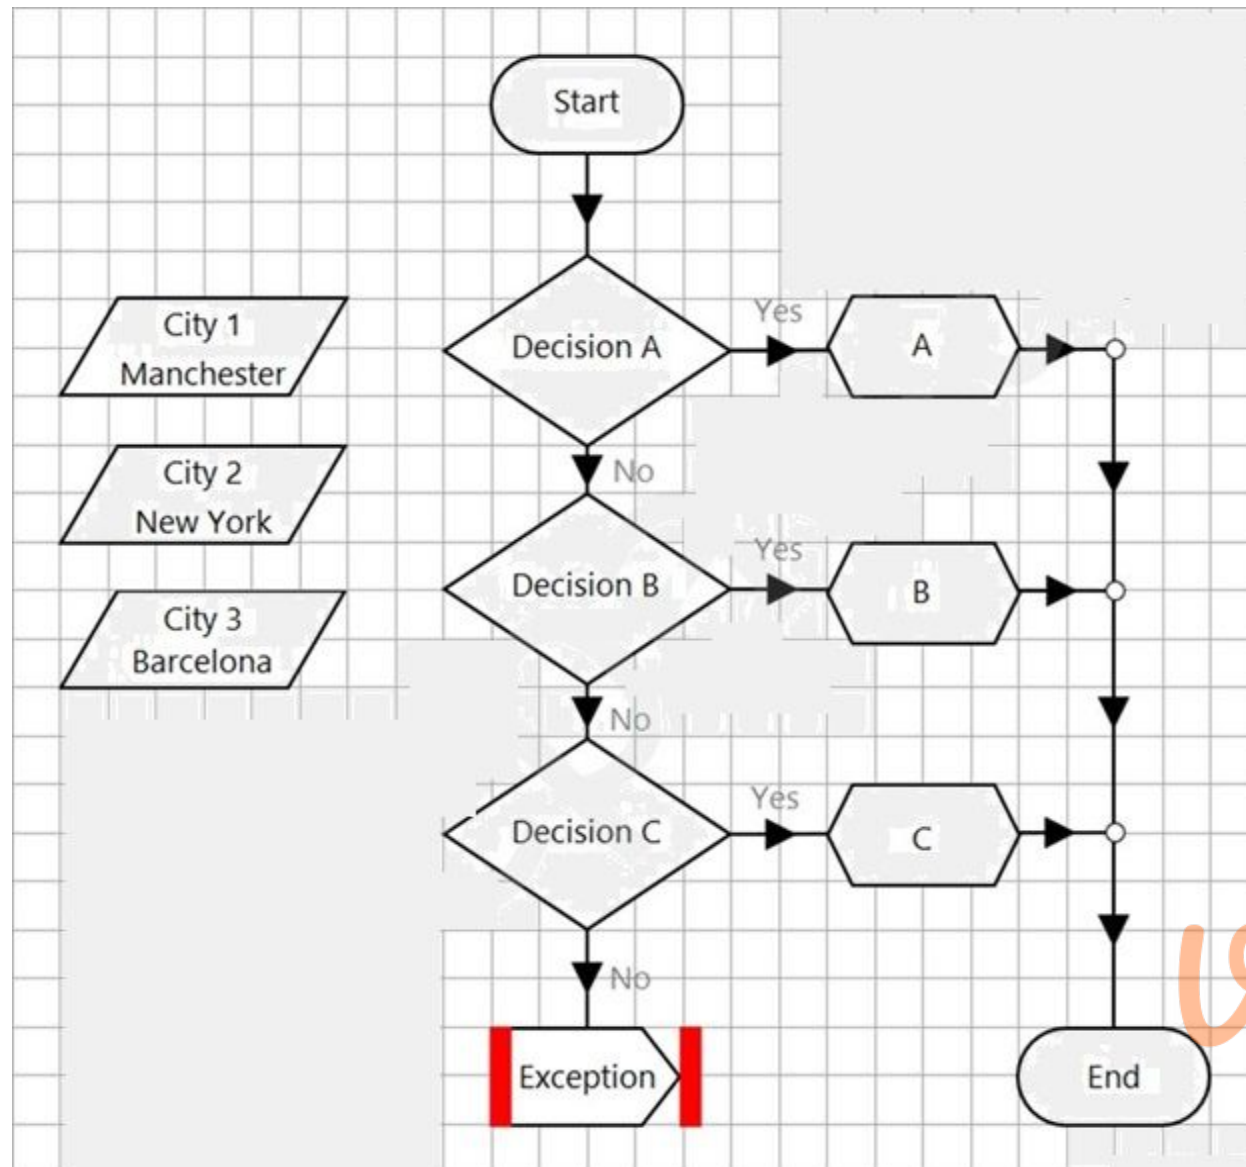 Start
City 1
Manchester
Decision A
Yes
A
No
City 2
New York
Decision B
Yes
B
City 3
Barcelona
No
Decision C
Yes
C
No
Exception
End